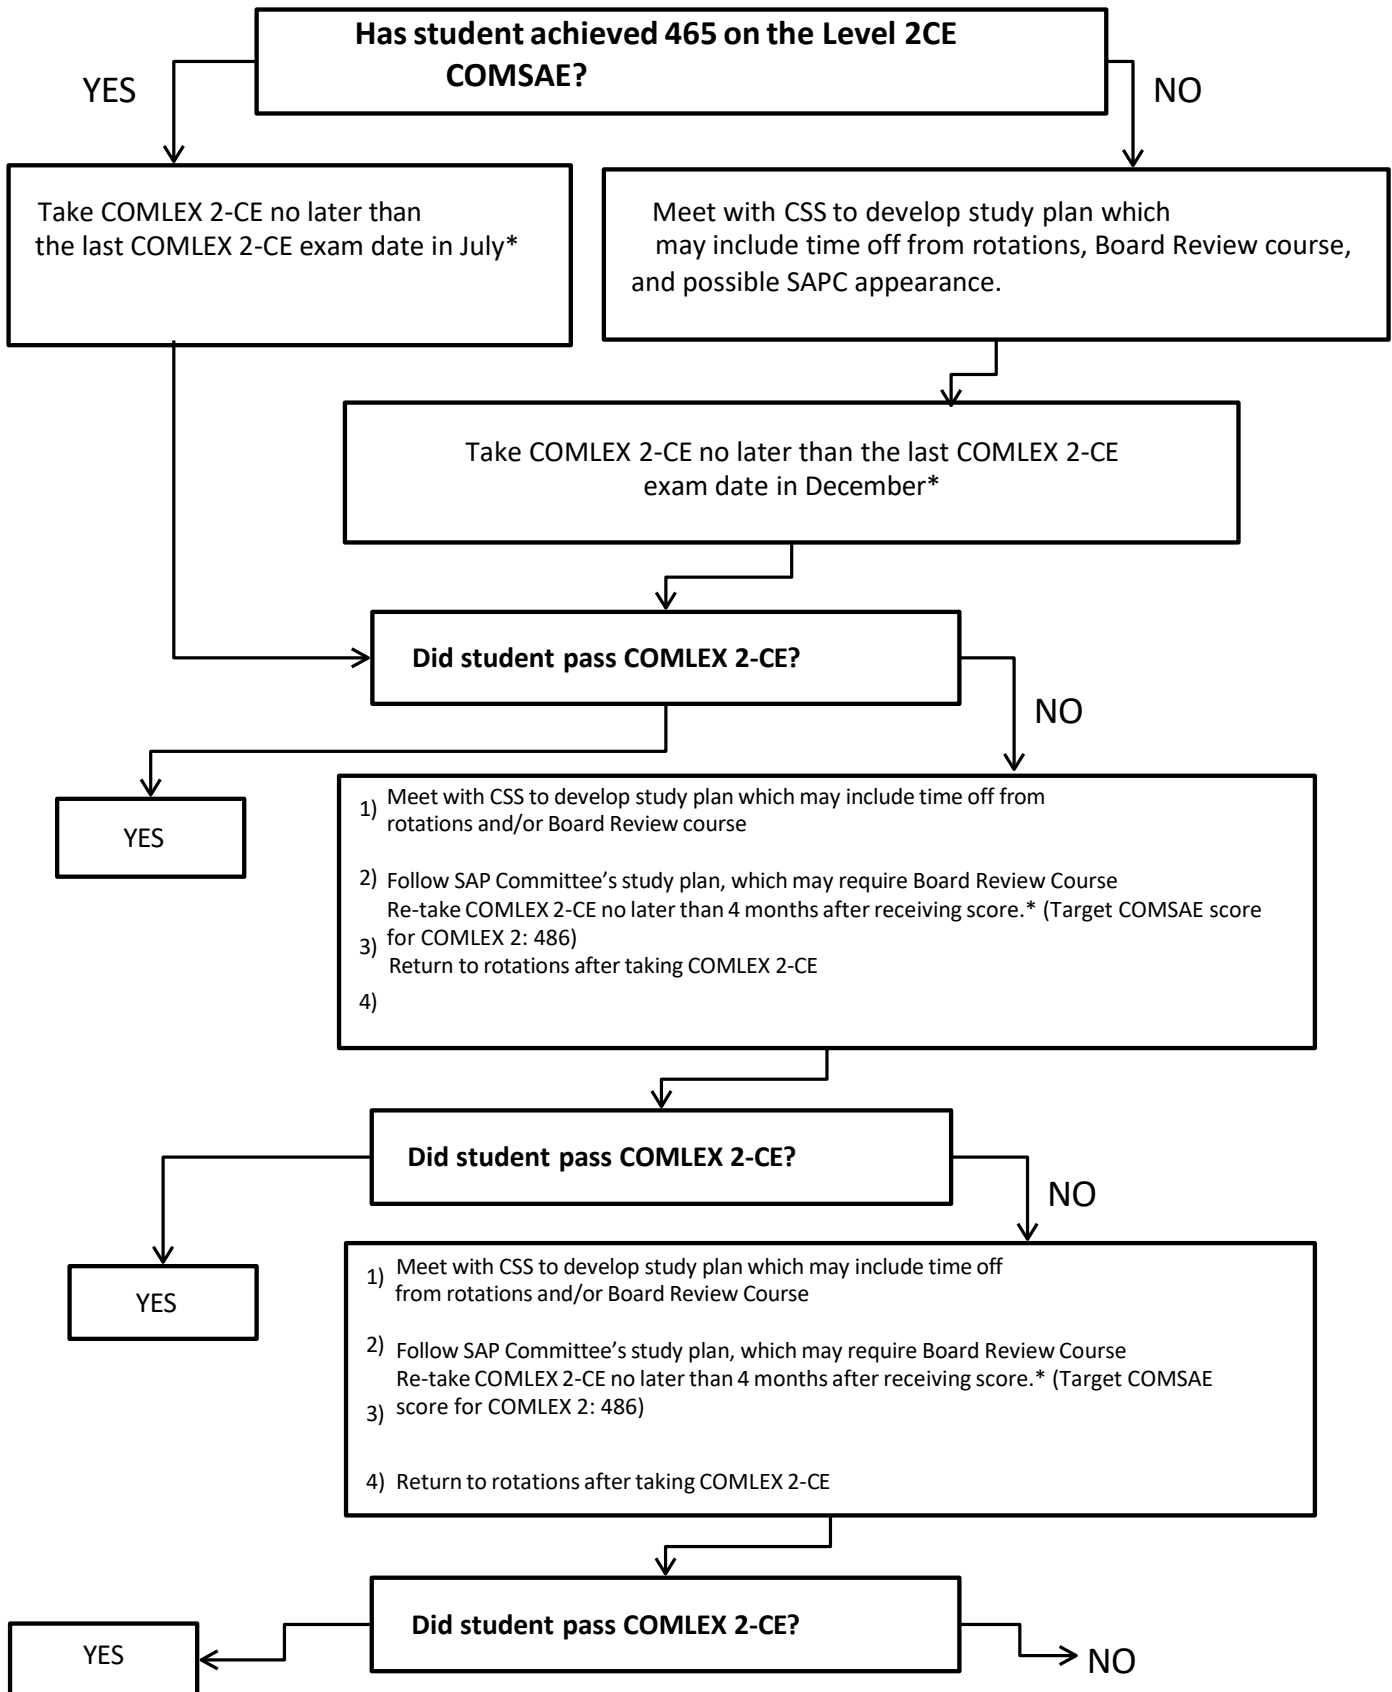 Has student achieved 465 on the Level 2CE
COMSAE?
YES
NO
Take COMLEX 2-CE no later than
the last COMLEX 2-CE exam date in July*
Meet with CSS to develop study plan which
may include time off from rotations, Board Review course,
and possible SAPC appearance.
Take COMLEX 2-CE no later than the last COMLEX 2-CE
exam date in December*
Did student pass COMLEX 2-CE?
NO
YES
1) Meet with CSS to develop study plan which may include time off from
rotations and/or Board Review course
2) Follow SAP Committee’s study plan, which may require Board Review Course
Re-take COMLEX 2-CE no later than 4 months after receiving score.* (Target COMSAE score
3) for COMLEX 2: 486)
Return to rotations after taking COMLEX 2-CE
4)
Did student pass COMLEX 2-CE?
NO
YES
1) Meet with CSS to develop study plan which may include time off
from rotations and/or Board Review Course
2) Follow SAP Committee’s study plan, which may require Board Review Course
Re-take COMLEX 2-CE no later than 4 months after receiving score.* (Target COMSAE
3) score for COMLEX 2: 486)
4) Return to rotations after taking COMLEX 2-CE
Did student pass COMLEX 2-CE?
YES
NO